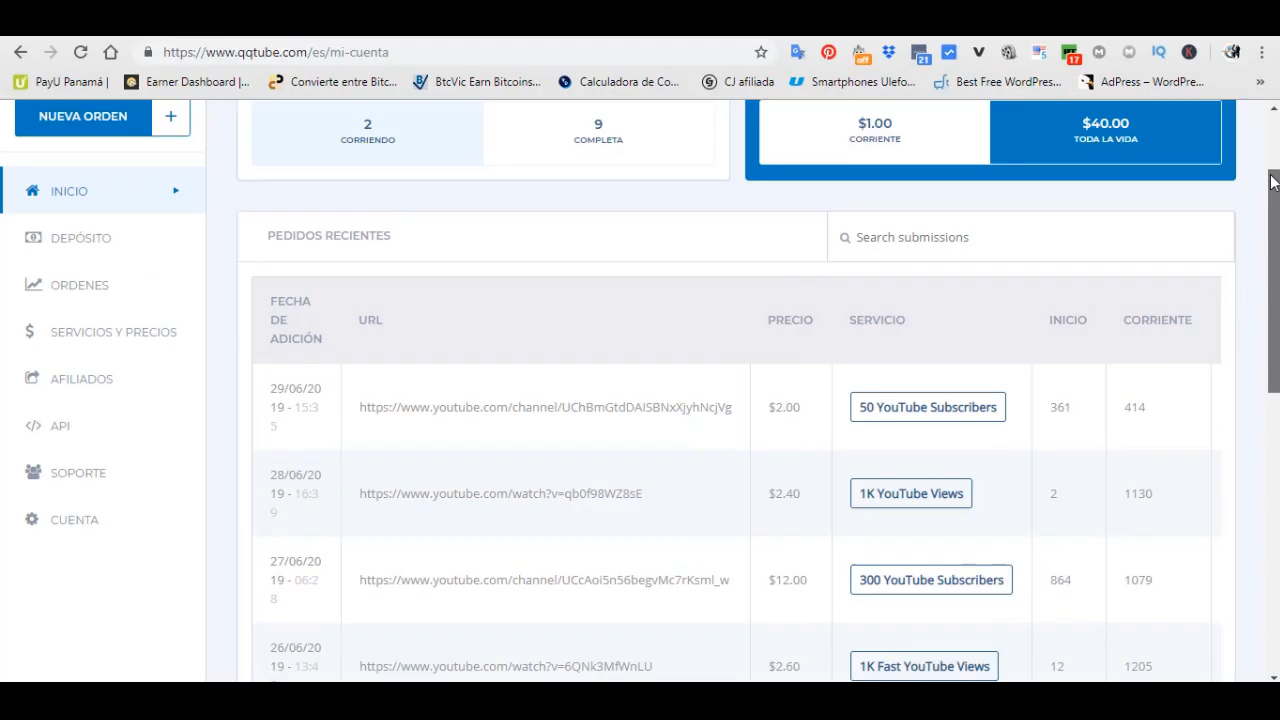 https://www.qqtube.com/es/mi-cuenta
21
off
5
17
IQ
K
PayU Panamá |
Earner Dashboard |...
Convierte entre Bitc...
BtcVic Earn Bitcoins...
Calculadora de Co...
CJ afiliada
Smartphones Ulefo...
Best Free WordPres...
AdPress – WordPre...
»
NUEVA ORDEN
+
2
CORRIENDO
9
COMPLETA
$1.00
CORRIENTE
$40.00
TODA LA VIDA
INICIO
DEPÓSITO
ORDENES
SERVICIOS Y PRECIOS
AFILIADOS
API
SOPORTE
CUENTA
PEDIDOS RECIENTES
Search submissions
FECHA
DE
ADICIÓN
URL
PRECIO
SERVICIO
INICIO
CORRIENTE
29/06/20
19 - 15:3
5
https://www.youtube.com/channel/UChBmGtdDAISBNxXjyhNcjVg
$2.00
50 YouTube Subscribers
361
414
28/06/20
19 - 16:3
9
https://www.youtube.com/watch?v=qb0f98WZ8sE
$2.40
1K YouTube Views
2
1130
27/06/20
19 - 06:2
8
https://www.youtube.com/channel/UCcAoi5n56begvMc7rKsml_w
$12.00
300 YouTube Subscribers
864
1079
26/06/20
19 - 13:4
https://www.youtube.com/watch?v=6QNk3MfWnLU
$2.60
1K Fast YouTube Views
12
1205